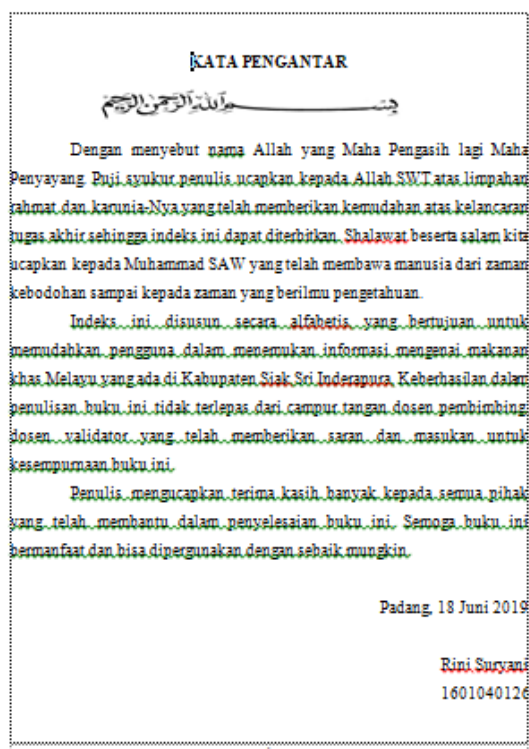 KATA PENGANTAR
بِسْمِ اللَّهِ الرَّحْمَنِ الرَّحِيمِ
Dengan menyebut nama Allah yang Maha Pengasih lagi Maha
Penyayang. Puji syukur penulis ucapkan kepada Allah SWT atas limpahan
rahmat dan karunia-Nya yang telah memberikan kemudahan atas kelancaran
tugas akhir sehingga indeks ini dapat diterbitkan. Shalawat beserta salam kita
ucapkan kepada Muhammad SAW yang telah membawa manusia dari zaman
kebodohan sampai kepada zaman yang berilmu pengetahuan.
Indeks ini disusun secara alfabetis yang bertujuan untuk
memudahkan pengguna dalam menemukan informasi mengenai makanan
khas Melayu yang ada di Kabupaten Siak Sri Inderapura. Keberhasilan dalam
penulisan buku ini tidak terlepas dari campur tangan dosen pembimbing,
dosen validator yang telah memberikan saran dan masukan untuk
kesempurnaan buku ini.
Penulis mengucapkan terima kasih banyak kepada semua pihak
yang telah membantu dalam penyelesaian buku ini. Semoga buku ini
bermanfaat dan bisa dipergunakan dengan sebaik mungkin.
Padang, 18 Juni 2019
Rini Suryani
1601040126